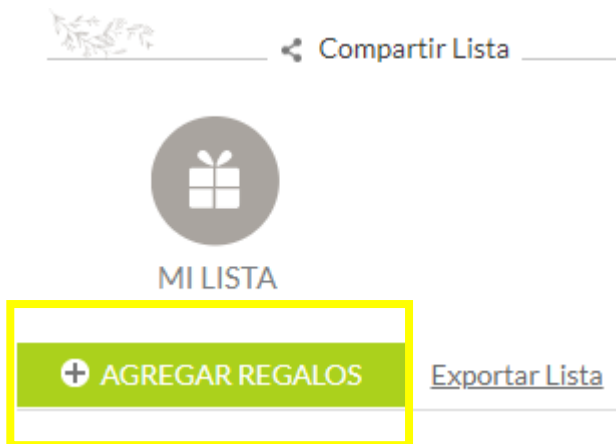 Compartir Lista
MI LISTA
AGREGAR REGALOS
Exportar Lista